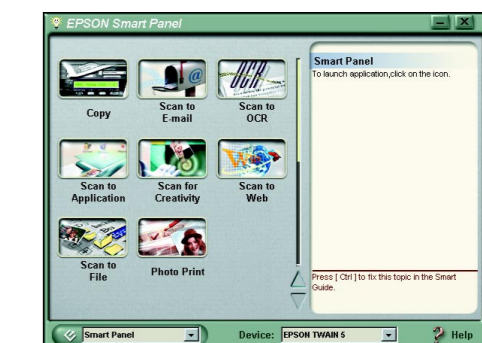 EPSON Smart Panel
Copy
Scan to
E-mail
Scan to
OCR
Scan to
Application
Scan for
Creativity
Scan to
Web
Scan to
File
Photo Print
Smart Panel
To launch application,click on the icon.
Press [ Ctrl ] to fix this topic in the Smart
Guide.
Smart Panel
Device: EPSON TWAIN 5
Help